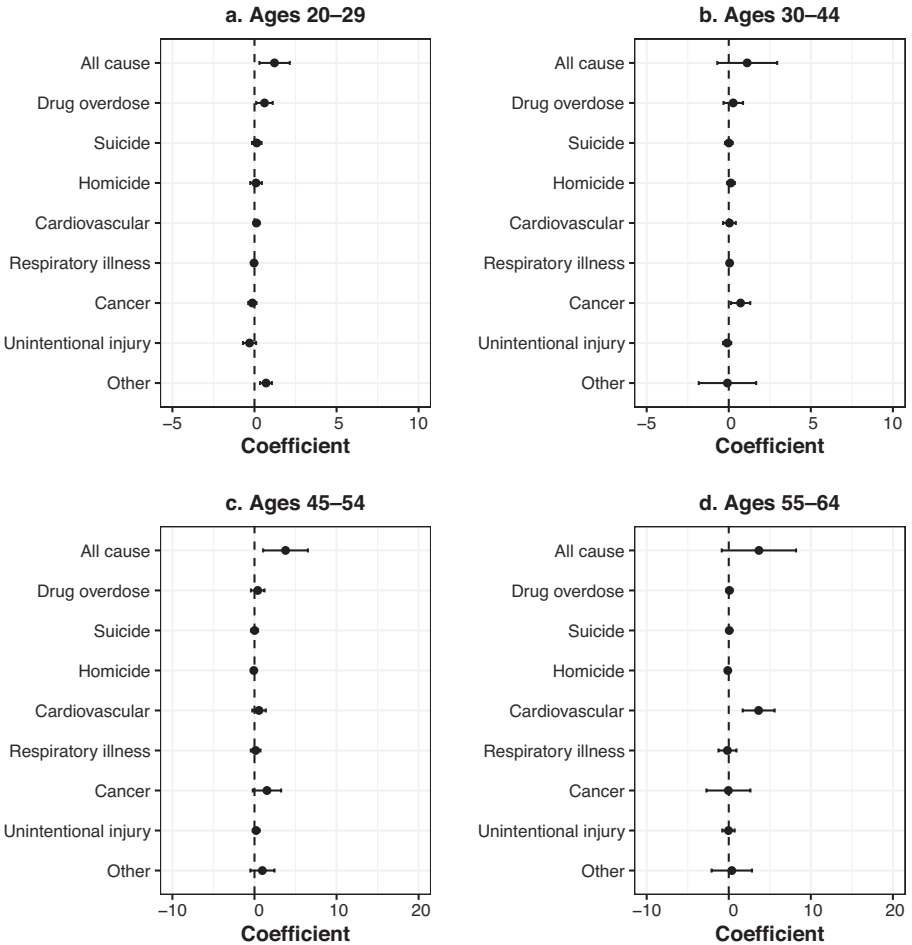 a. Ages 20–29
All cause
Drug overdose
Suicide
Homicide
Cardiovascular
Respiratory illness
Cancer
Unintentional injury
Other
−5 0 5 10
Coefficient
b. Ages 30–44
All cause
Drug overdose
Suicide
Homicide
Cardiovascular
Respiratory illness
Cancer
Unintentional injury
Other
−5 0 5 10
Coefficient
c. Ages 45–54
All cause
Drug overdose
Suicide
Homicide
Cardiovascular
Respiratory illness
Cancer
Unintentional injury
Other
−10 0 10 20
Coefficient
d. Ages 55–64
All cause
Drug overdose
Suicide
Homicide
Cardiovascular
Respiratory illness
Cancer
Unintentional injury
Other
−10 0 10 20
Coefficient